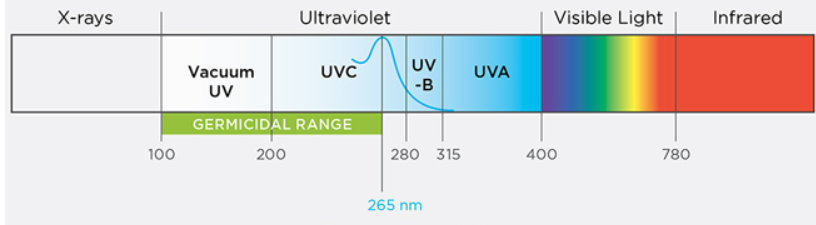 X-rays Ultraviolet Visible Light Infrared
Vacuum
UV
UVC
UV
-B
UVA
GERMICIDAL RANGE
100 200 280 315 400 780
265 nm